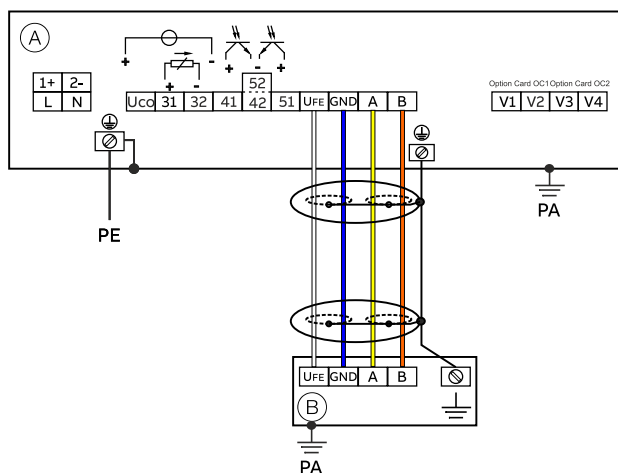 A
+ - + - +
+ -
1+ 2-
L N
52
Uco 31 32 41 42 51 UFE GND A B
Option Card OC1 Option Card OC2
V1 V2 V3 V4
PE
PA
UFE GND A B
B
PA